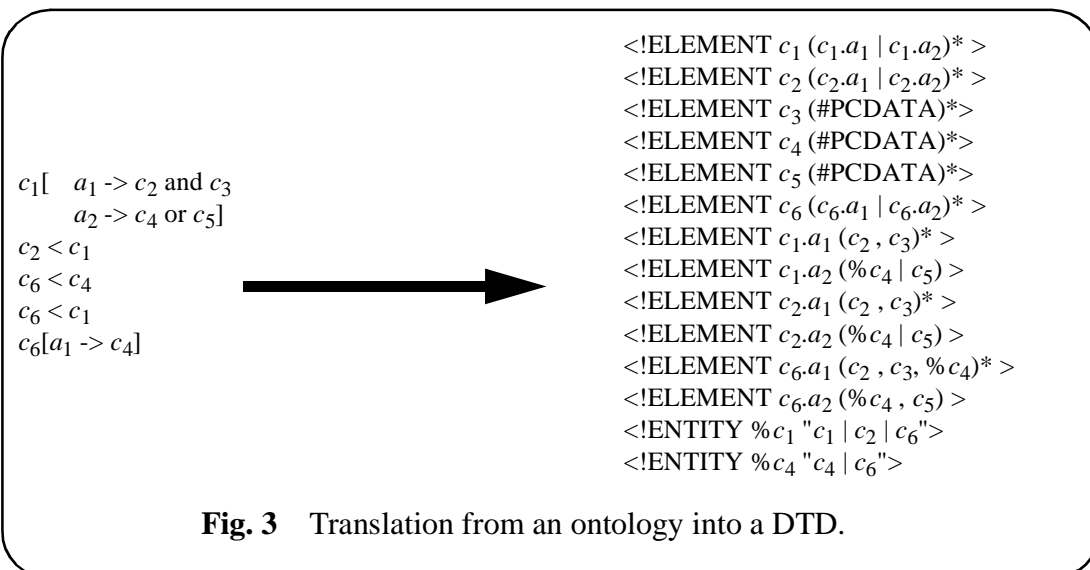 c1[ a1 -> c2 and c3
a2 -> c4 or c5]
c2 < c1
c6 < c4
c6 < c1
c6[a1 -> c4]
<!ELEMENT c1 (c1.a1 | c1.a2)* >
<!ELEMENT c2 (c2.a1 | c2.a2)* >
<!ELEMENT c3 (#PCDATA)*>
<!ELEMENT c4 (#PCDATA)*>
<!ELEMENT c5 (#PCDATA)*>
<!ELEMENT c6 (c6.a1 | c6.a2)* >
<!ELEMENT c1.a1 (c2 , c3)* >
<!ELEMENT c1.a2 (%c4 | c5) >
<!ELEMENT c2.a1 (c2 , c3)* >
<!ELEMENT c2.a2 (%c4 | c5) >
<!ELEMENT c6.a1 (c2 , c3, %c4)* >
<!ELEMENT c6.a2 (%c4 , c5) >
<!ENTITY %c1 "c1 | c2 | c6">
<!ENTITY %c4 "c4 | c6">
Fig. 3 Translation from an ontology into a DTD.